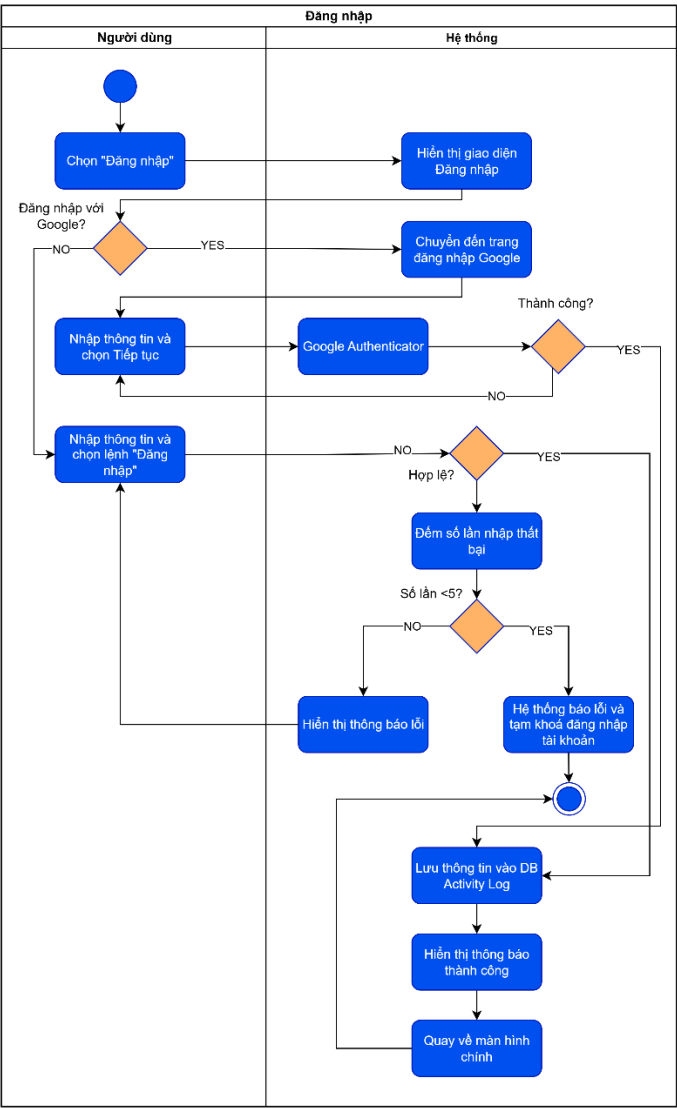 Đăng nhập
Người dùng
Hệ thống
Chọn "Đăng nhập"
Hiển thị giao diện
Đăng nhập
Đăng nhập với
Google?
NO
YES
Chuyển đến trang
đăng nhập Google
Thành công?
Nhập thông tin và
chọn Tiếp tục
Google Authenticator
YES
NO
Nhập thông tin và
chọn lệnh "Đăng
nhập"
NO
YES
Hợp lệ?
Đếm số lần nhập thất
bại
Số lần <5?
NO
YES
Hiển thị thông báo lỗi
Hệ thống báo lỗi và
tạm khoá đăng nhập
tài khoản
Lưu thông tin vào DB
Activity Log
Hiển thị thông báo
thành công
Quay về màn hình
chính